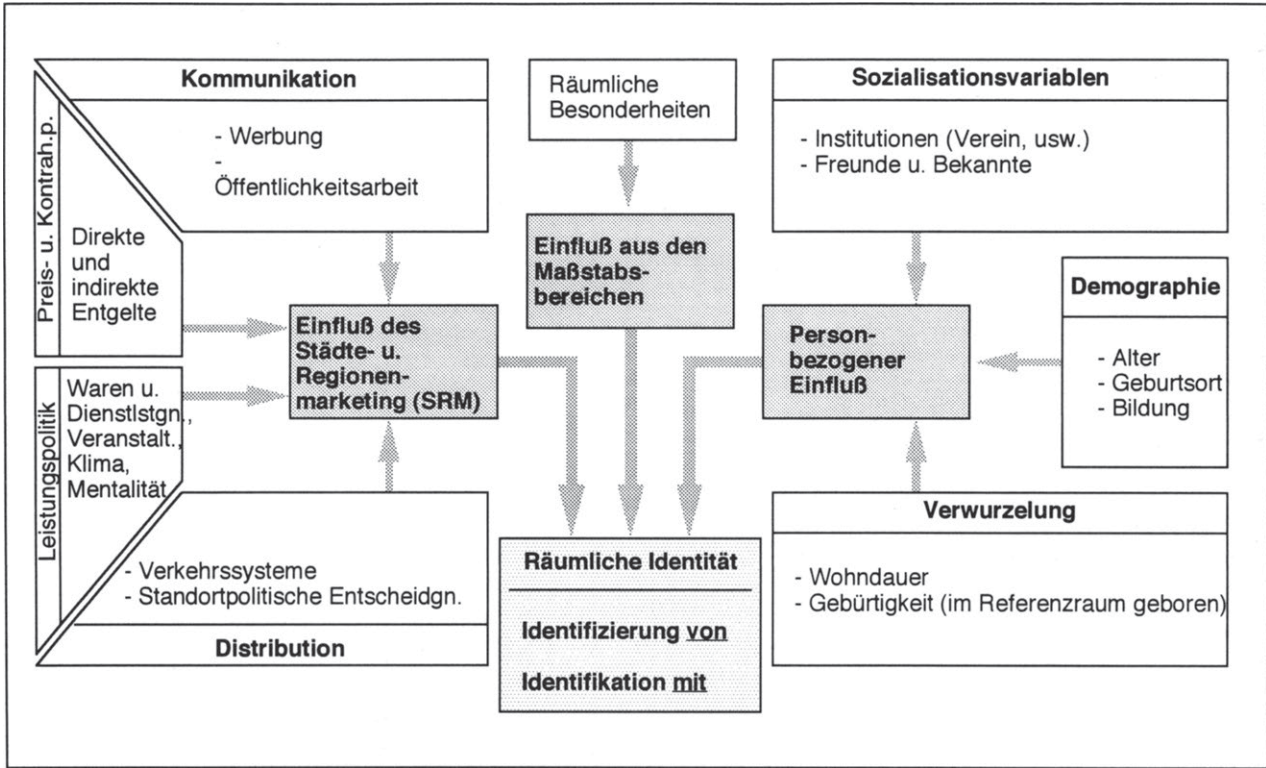 Kommunikation
- Werbung
-
Öffentlichkeitsarbeit
Preis- u. Kontrah.p.
Direkte
und
indirekte
Entgelte
Leistungspolitik
Waren u.
Dienstlstgn.,
Veranstalt.,
Klima,
Mentalität
- Verkehrssysteme
- Standortpolitische Entscheidgn.
Distribution
Einfluß des
Städte- u.
Regionen-
marketing (SRM)
Räumliche
Besonderheiten
Einfluß aus den
Maßstabs-
bereichen
Räumliche Identität
Identifizierung von
Identifikation mit
Sozialisationsvariablen
- Institutionen (Verein, usw.)
- Freunde u. Bekannte
Person-
bezogener
Einfluß
Demographie
- Alter
- Geburtsort
- Bildung
Verwurzelung
- Wohndauer
- Gebürtigkeit (im Referenzraum geboren)